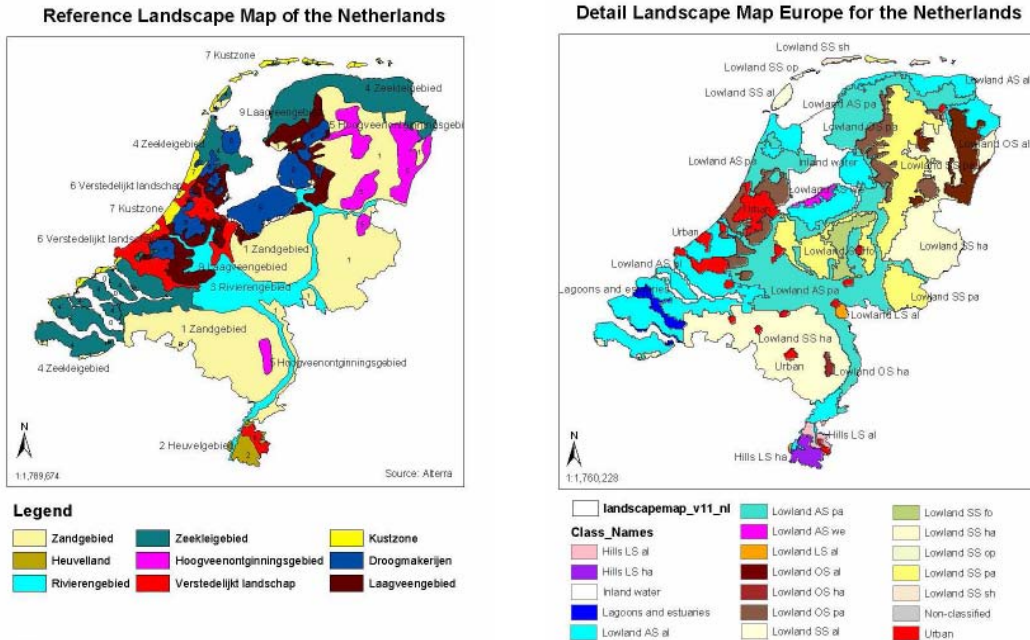 Reference Landscape Map of the Netherlands
7 Kustzone
4 Zeekleigebied
9 Laagveengebied
5 Hoogveenontginningsgebi
4 Zeekleigebied
6 Verstedelijkt landschap
7 Kustzone
6 Verstedelijkt landsch
1 Zandgebied
Laagveengebied
3 Rivierengebied
1 Zandgebied
5 Hoogveenontginningsgebied
4 Zeekleigebied
2 Heuvelgebied
N
1:1,789,674
Source: Alterra
Legend
Zandgebied
Zeekleigebied
Kustzone
Heuvelland
Hoogveenontginningsgebied
Droogmakerijen
Rivierengebied
Verstedelijkt landschap
Laagveengebied
Detail Landscape Map Europe for the Netherlands
Lowland SS sh
Lowland SS op
Lowland AS al
Lowland SS al
Lowland AS pa
Lowland OS pa
Lowland OS al
Lowland AS pa
Inland water
Lowland SS
Lowland AS we
Urban
Urban
Lowland SS ha
Lowland SS fo
Lowland AS al
Lagoons and estuaries
Lowland AS pa
Lowland SS pa
Lowland LS al
Lowland SS ha
Urban
Lowland OS ha
Hills LS al
Hills LS ha
N
1:1,760,228
landscapemap_v11_nl
Class_Names
Hills LS al
Hills LS ha
Inland water
Lagoons and estuaries
Lowland AS al
Lowland AS pa
Lowland AS we
Lowland LS al
Lowland OS al
Lowland OS ha
Lowland OS pa
Lowland SS al
Lowland SS fo
Lowland SS ha
Lowland SS op
Lowland SS pa
Lowland SS sh
Non-classified
Urban